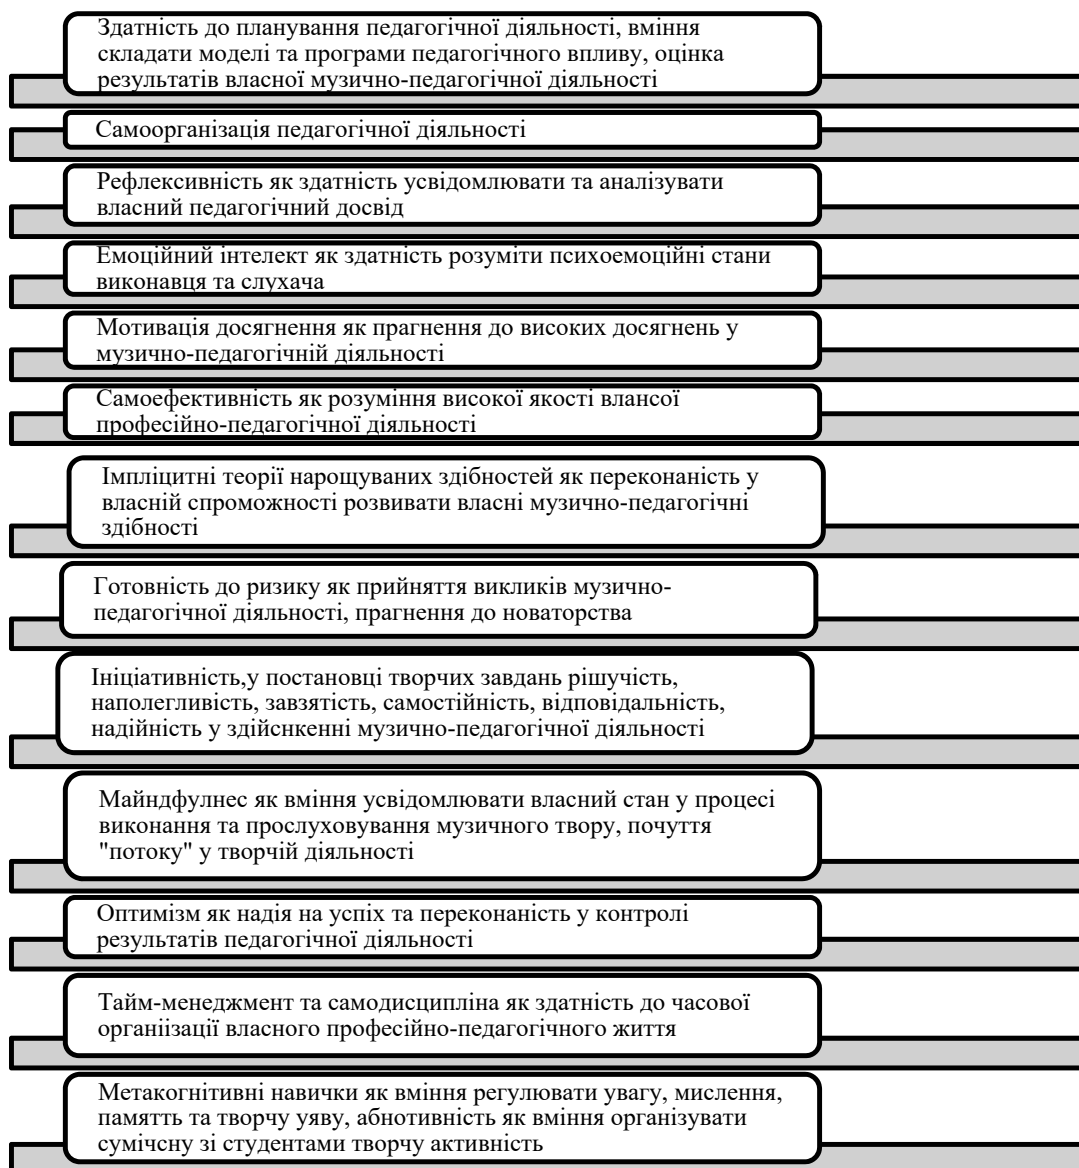 Здатність до планування педагогічної діяльності, вміння
складати моделі та програми педагогічного впливу, оцінка
результатів власної музично-педагогічної діяльності
Самоорганізація педагогічної діяльності
Рефлексивність як здатність усвідомлювати та аналізувати
власний педагогічний досвід
Емоційний інтелект як здатність розуміти психоемоційні стани
виконавця та слухача
Мотивація досягнення як прагнення до високих досягнень у
музично-педагогічній діяльності
Самоефективність як розуміння високої якості влансої
професійно-педагогічної діяльності
Імпліцитні теорії нарощуваних здібностей як переконаність у
власній спроможності розвивати власні музично-педагогічні
здібності
Готовність до ризику як прийняття викликів музично-
педагогічної діяльності, прагнення до новаторства
Ініціативність,у постановці творчих завдань рішучість,
наполегливість, завзятість, самостійність, відповідальність,
надійність у здійснкенні музично-педагогічної діяльності
Майндфулнес як вміння усвідомлювати власний стан у процесі
виконання та прослуховування музичного твору, почуття
"потоку" у творчій діяльності
Оптимізм як надія на успіх та переконаність у контролі
результатів педагогічної діяльності
Тайм-менеджмент та самодисципліна як здатність до часової
органіізації власного професійно-педагогічного життя
Метакогнітивні навички як вміння регулювати увагу, мислення,
памятть та творчу уяву, абнотивність як вміння організувати
сумічсну зі студентами творчу активність